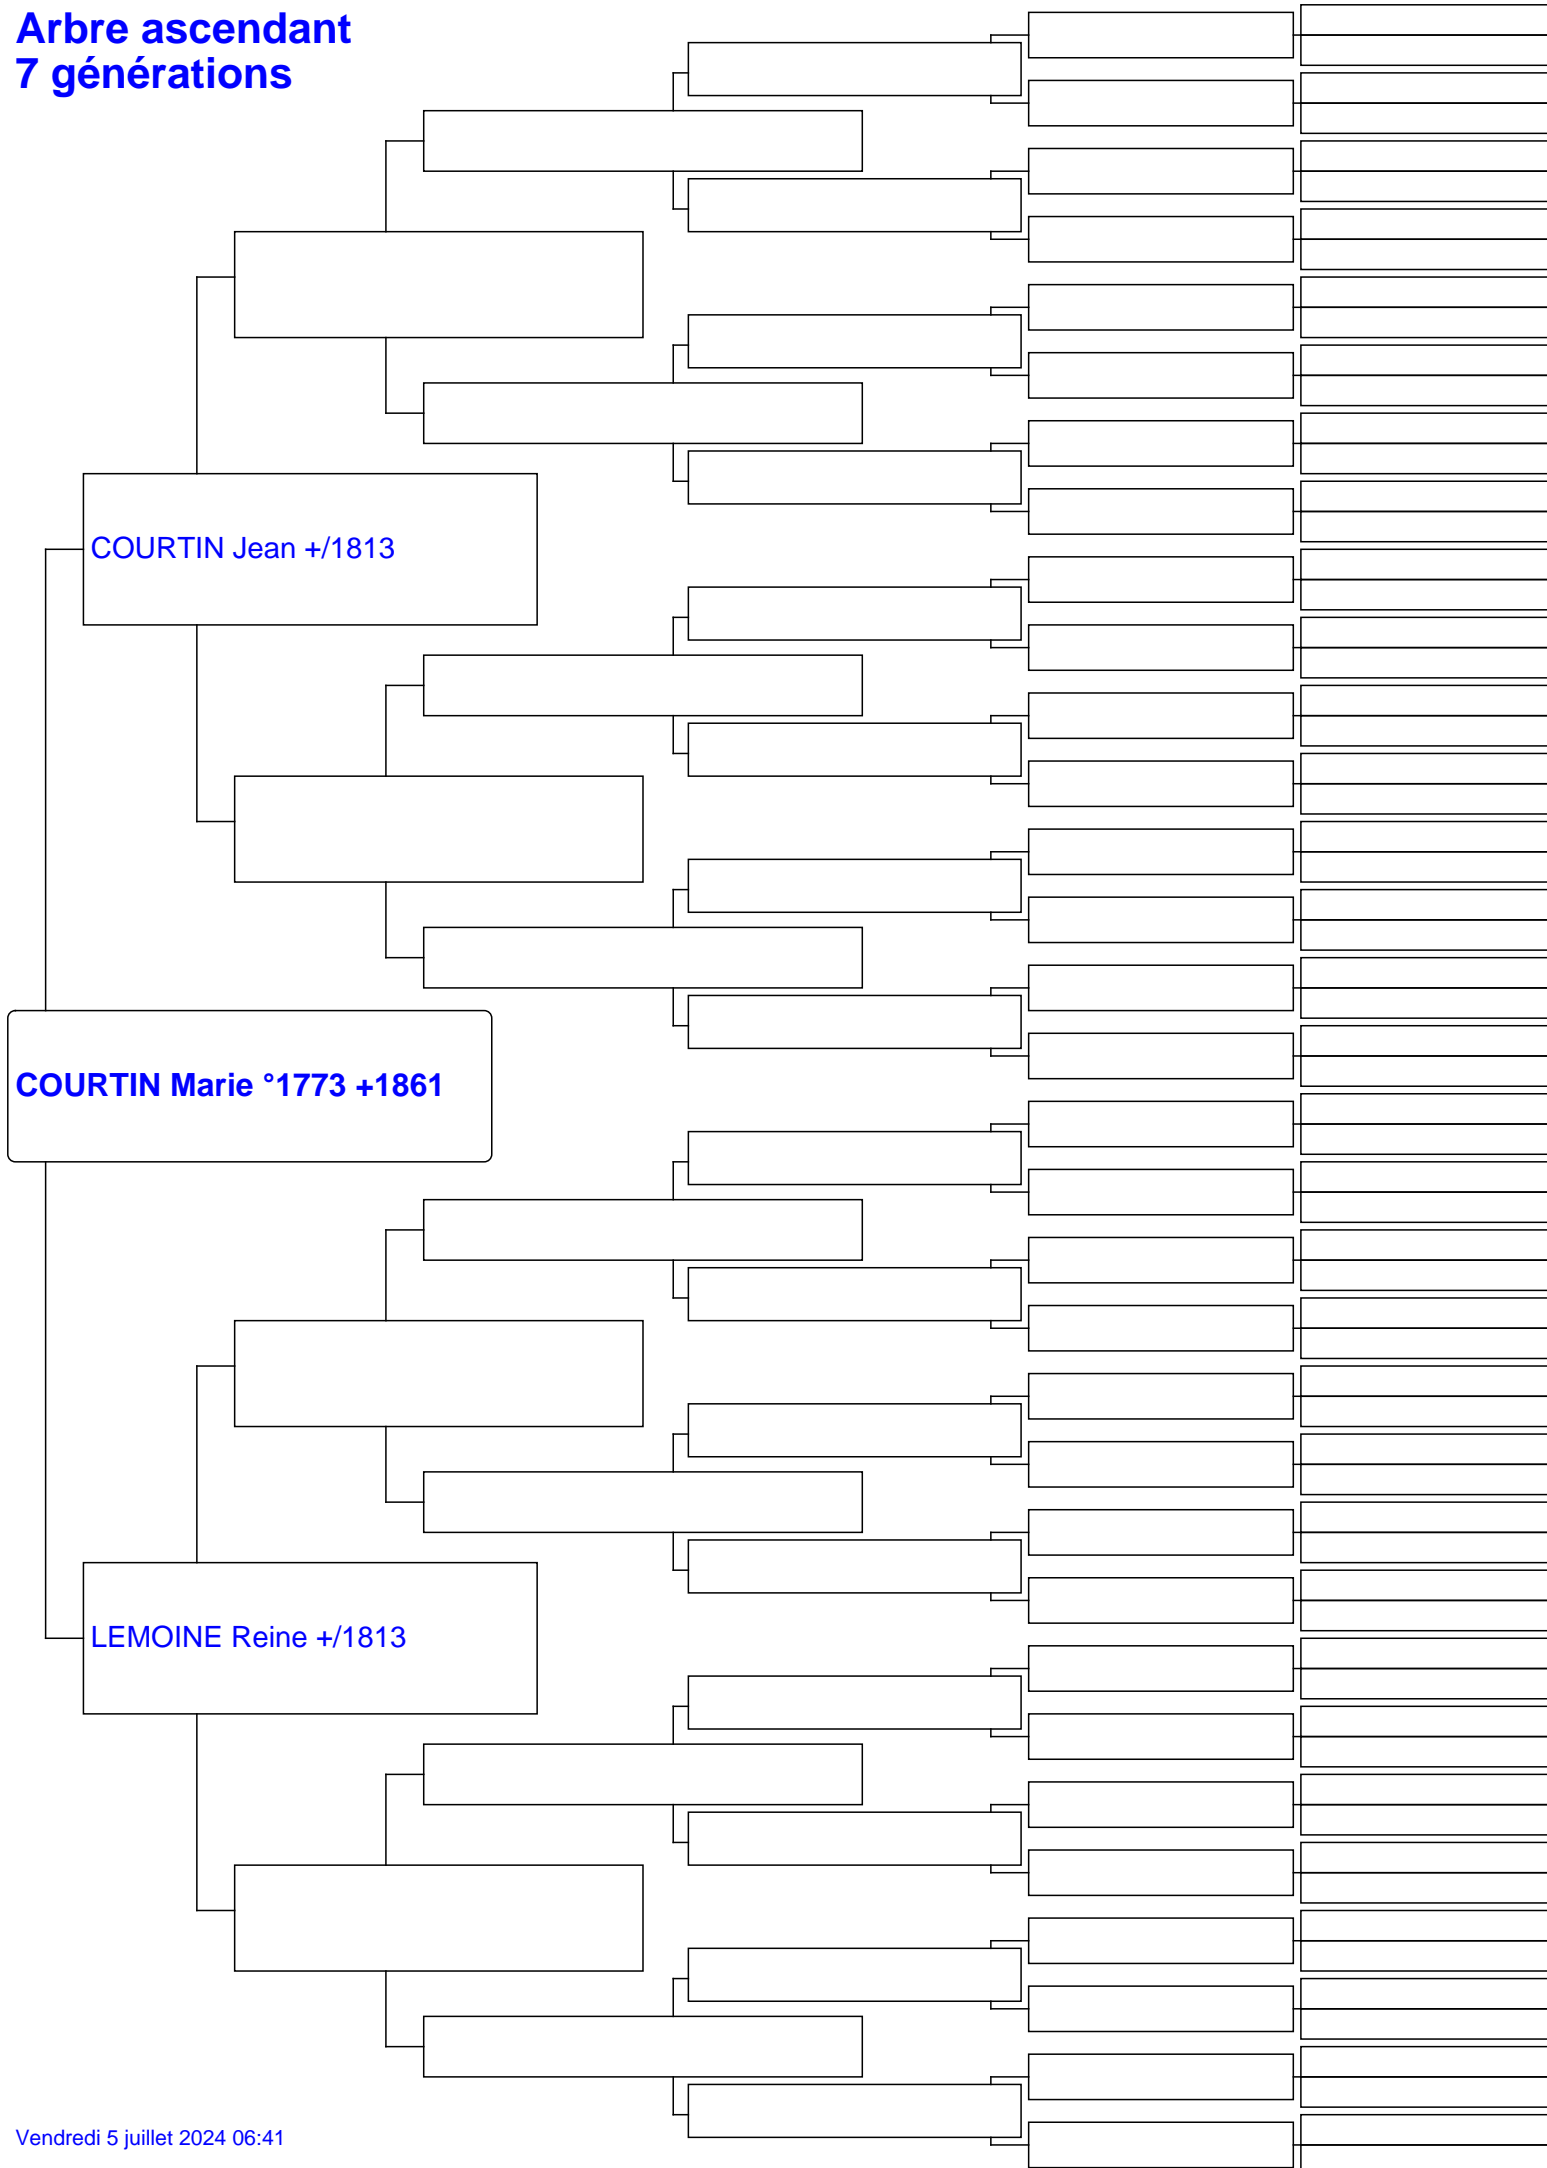 Arbre ascendant
7 générations
COURTIN Jean +/1813
COURTIN Marie °1773 +1861
LEMOINE Reine +/1813
Vendredi 5 juillet 2024 06:41